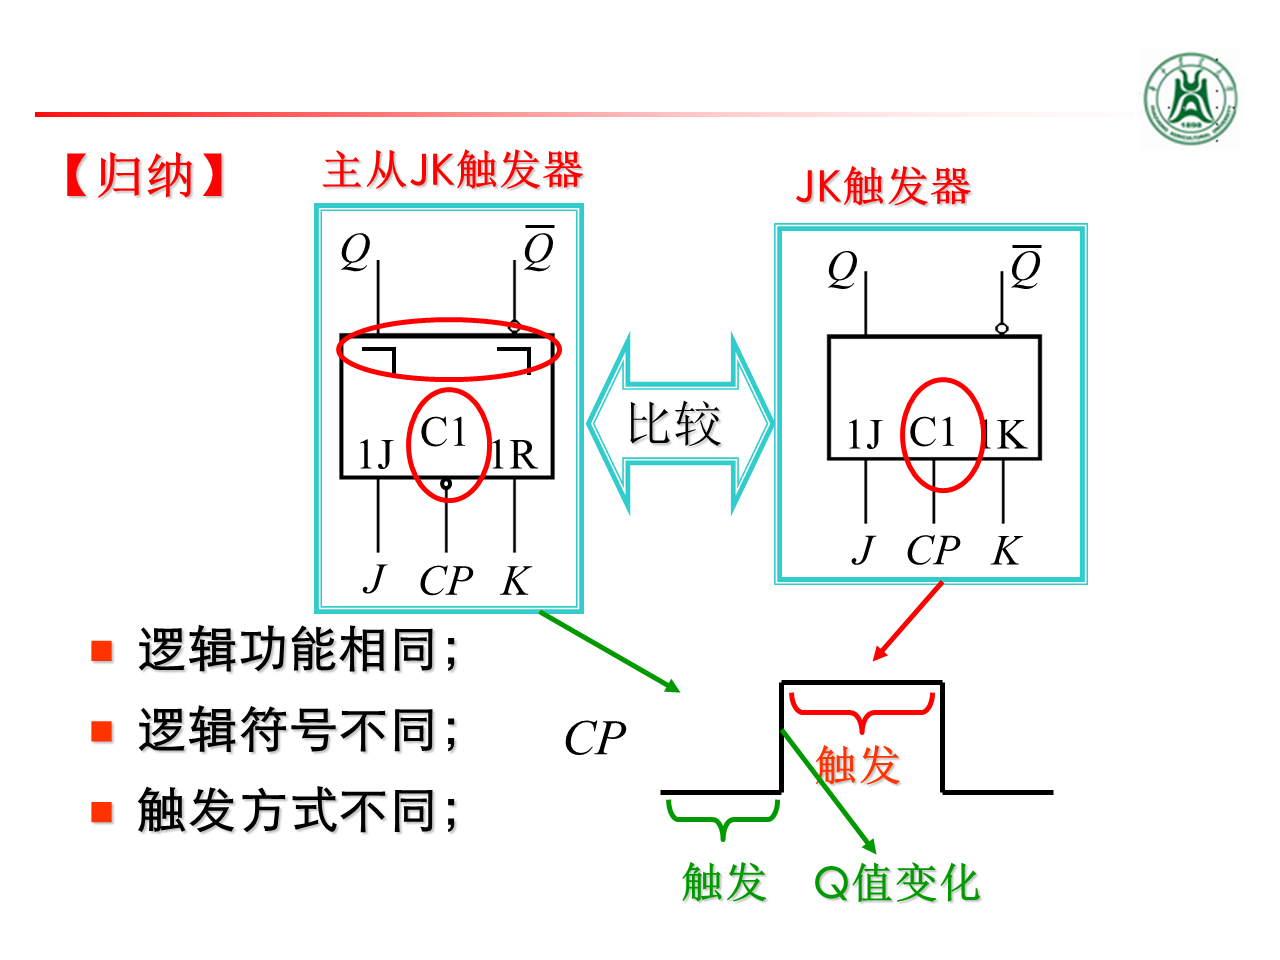 【归纳】
主从JK触发器
JK触发器
Q Q̅
Q Q̅
比较
1J C1 1R
1J C1 1K
J CP K
J CP K
逻辑功能相同；
逻辑符号不同；
触发方式不同；
CP
触发
触发
Q值变化
1898